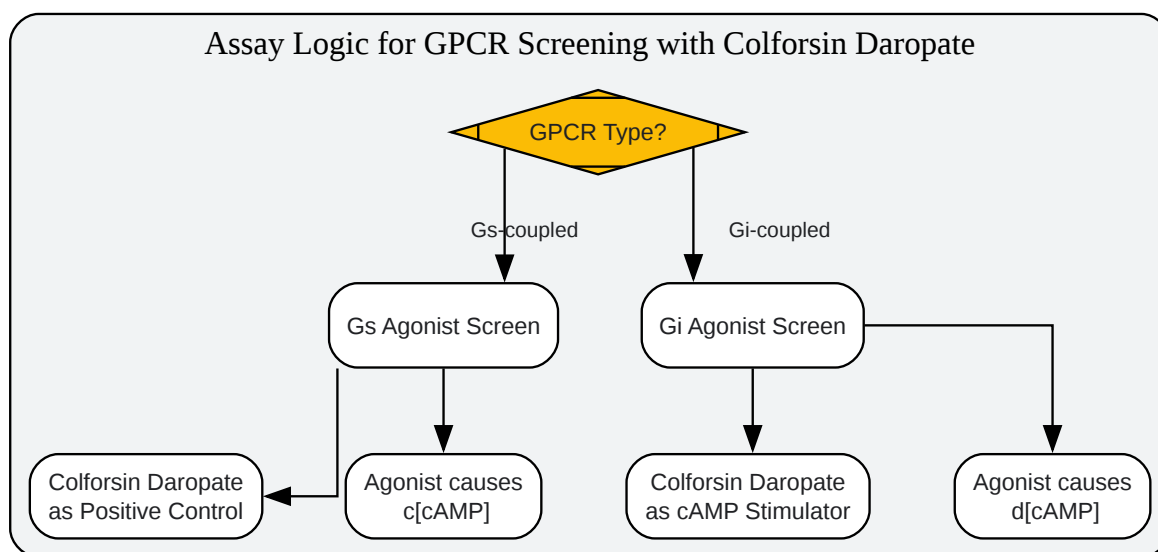 Assay Logic for GPCR Screening with Colforsin Daropate
GPCR Type?
Gs-coupled
Gi-coupled
Gs Agonist Screen
Gi Agonist Screen
Colforsin Daropate
as Positive Control
Agonist causes
c[cAMP]
Colforsin Daropate
as cAMP Stimulator
Agonist causes
d[cAMP]